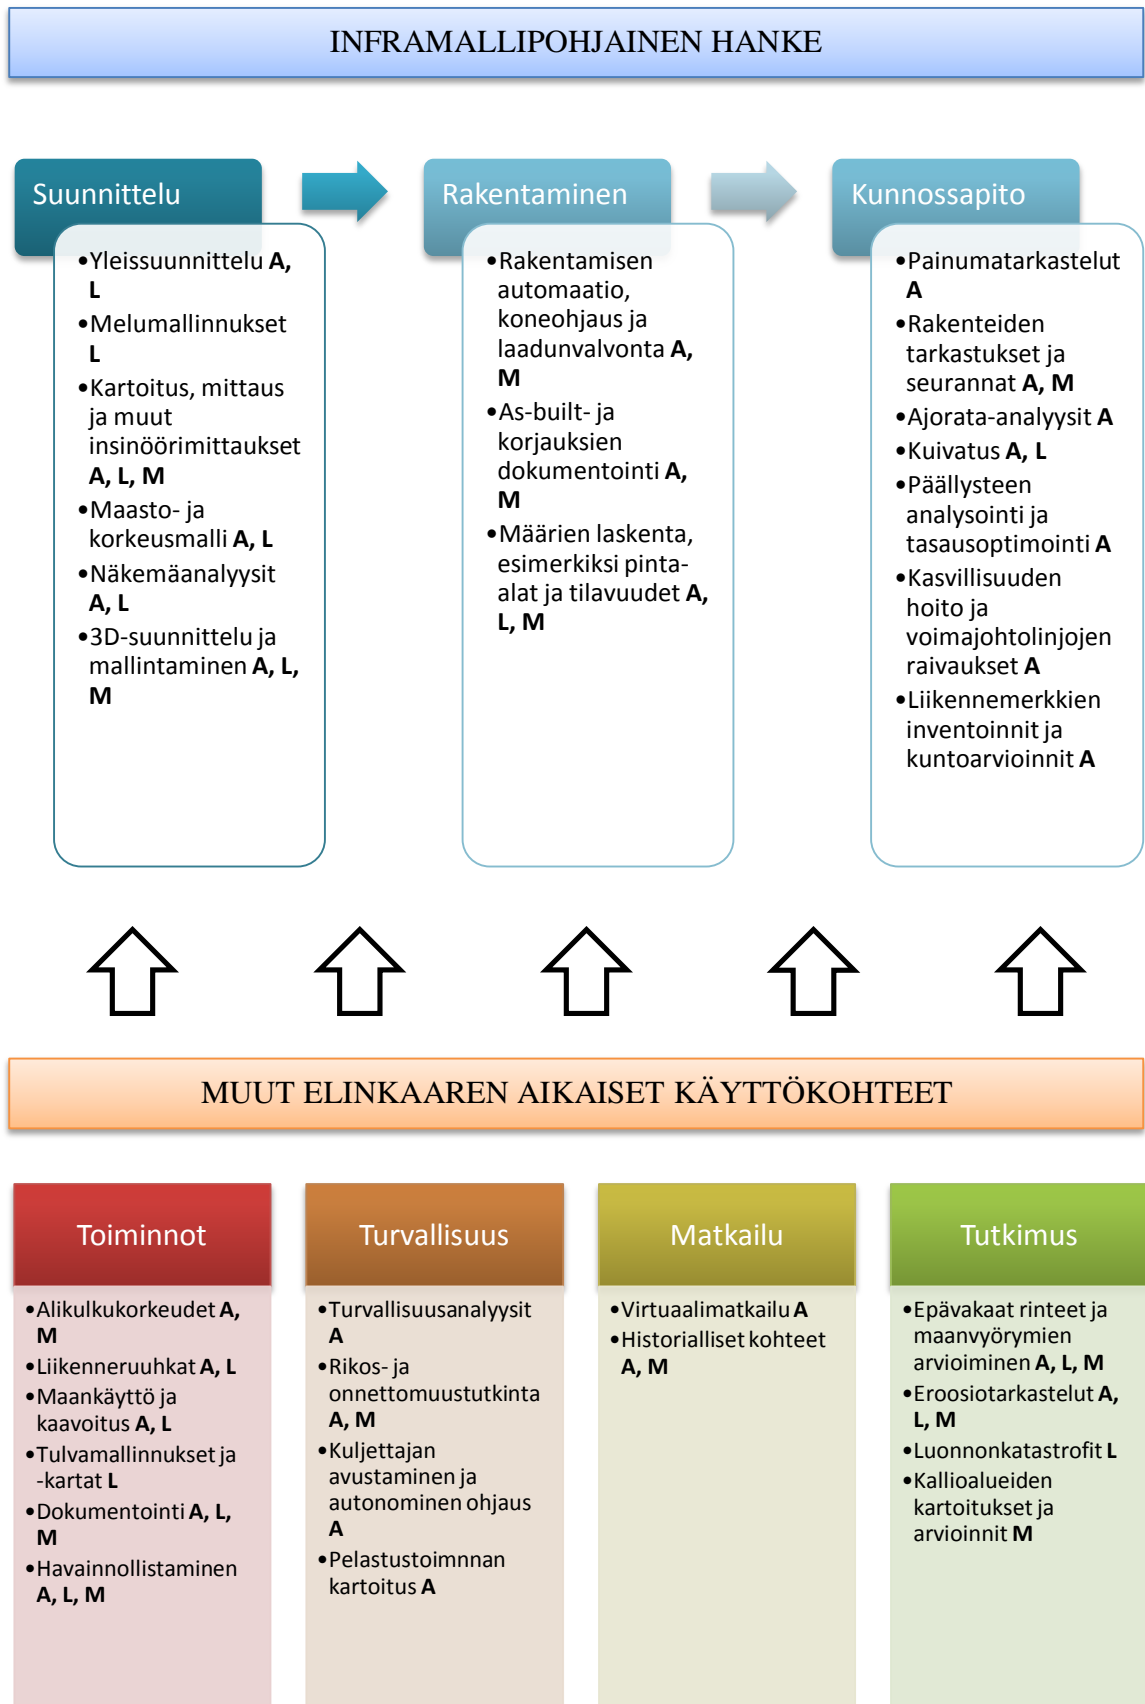 INFRAMALLIPOHJAINEN HANKE
Suunnittelu
•Yleissuunnittelu A,
L
•Melumallinnukset
L
•Kartoitus, mittaus
ja muut
insinöörimittaukset
A, L, M
•Maasto- ja
korkeusmalli A, L
•Näkemäanalyysit
A, L
•3D-suunnittelu ja
mallintaminen A, L,
M
Rakentaminen
•Rakentamisen
automaatio,
koneohjaus ja
laadunvalvonta A,
M
•As-built- ja
korjauksien
dokumentointi A,
M
•Määrien laskenta,
esimerkiksi pinta-
alat ja tilavuudet A,
L, M
Kunnossapito
•Painumatarkastelut
A
•Rakenteiden
tarkastukset ja
seurannat A, M
•Ajorata-analyysit A
•Kuivatus A, L
•Päällysteen
analysointi ja
tasausoptimointi A
•Kasvillisuuden
hoito ja
voimajohtolinjojen
raivaukset A
•Liikennemerkkien
inventoinnit ja
kuntoarvioinnit A
MUUT ELINKAAREN AIKAISET KÄYTTÖKOHTEET
Toiminnot
•Alikulkukorkeudet A,
M
•Liikenneruuhkat A, L
•Maankäyttö ja
kaavoitus A, L
•Tulvamallinnukset ja
-kartat L
•Dokumentointi A, L,
M
•Havainnollistaminen
A, L, M
Turvallisuus
•Turvallisuusanalyysit
A
•Rikos- ja
onnettomuustutkinta
A, M
•Kuljettajan
avustaminen ja
autonominen ohjaus
A
•Pelastustoimnnan
kartoitus A
Matkailu
•Virtuaalimatkailu A
•Historialliset kohteet
A, M
Tutkimus
•Epävakaat rinteet ja
maanvyörymien
arvioiminen A, L, M
•Eroosiotarkastelut A,
L, M
•Luonnonkatastrofit L
•Kallioalueiden
kartoitukset ja
arvioinnit M